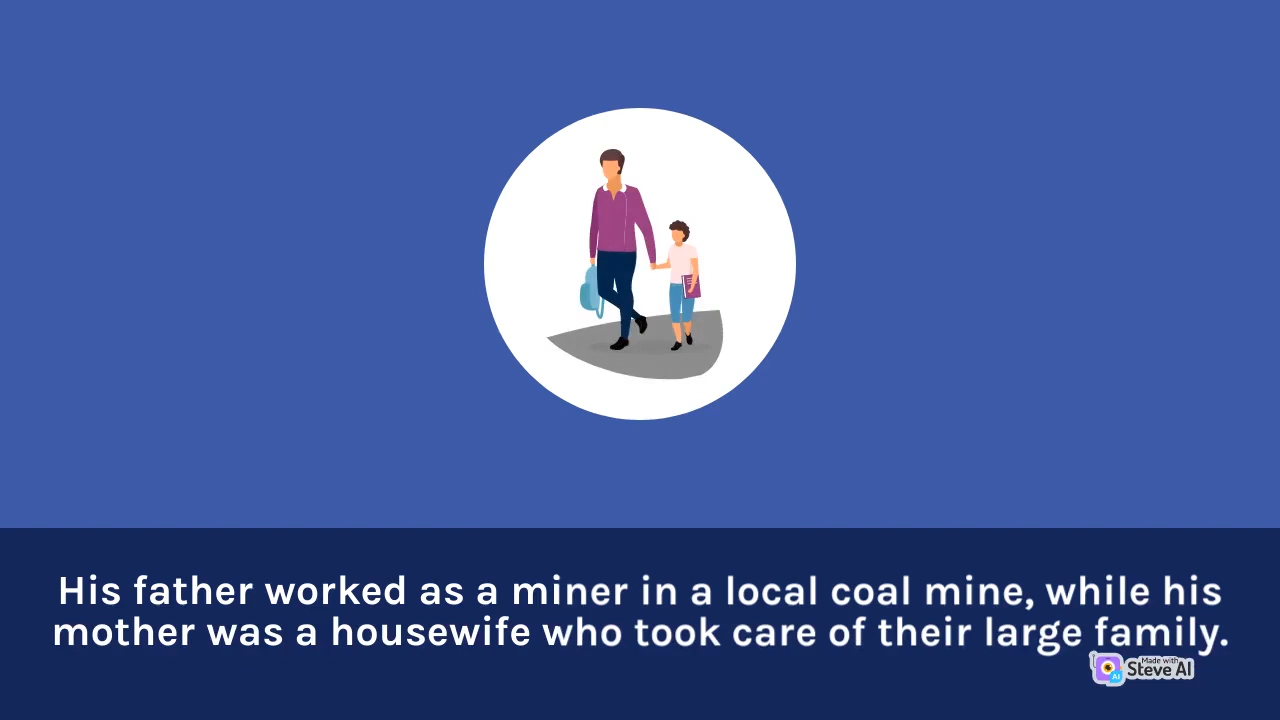 His father worked as a miner in a local coal mine, while his
mother was a housewife who took care of their large family.
Made with
Steve AI
AI